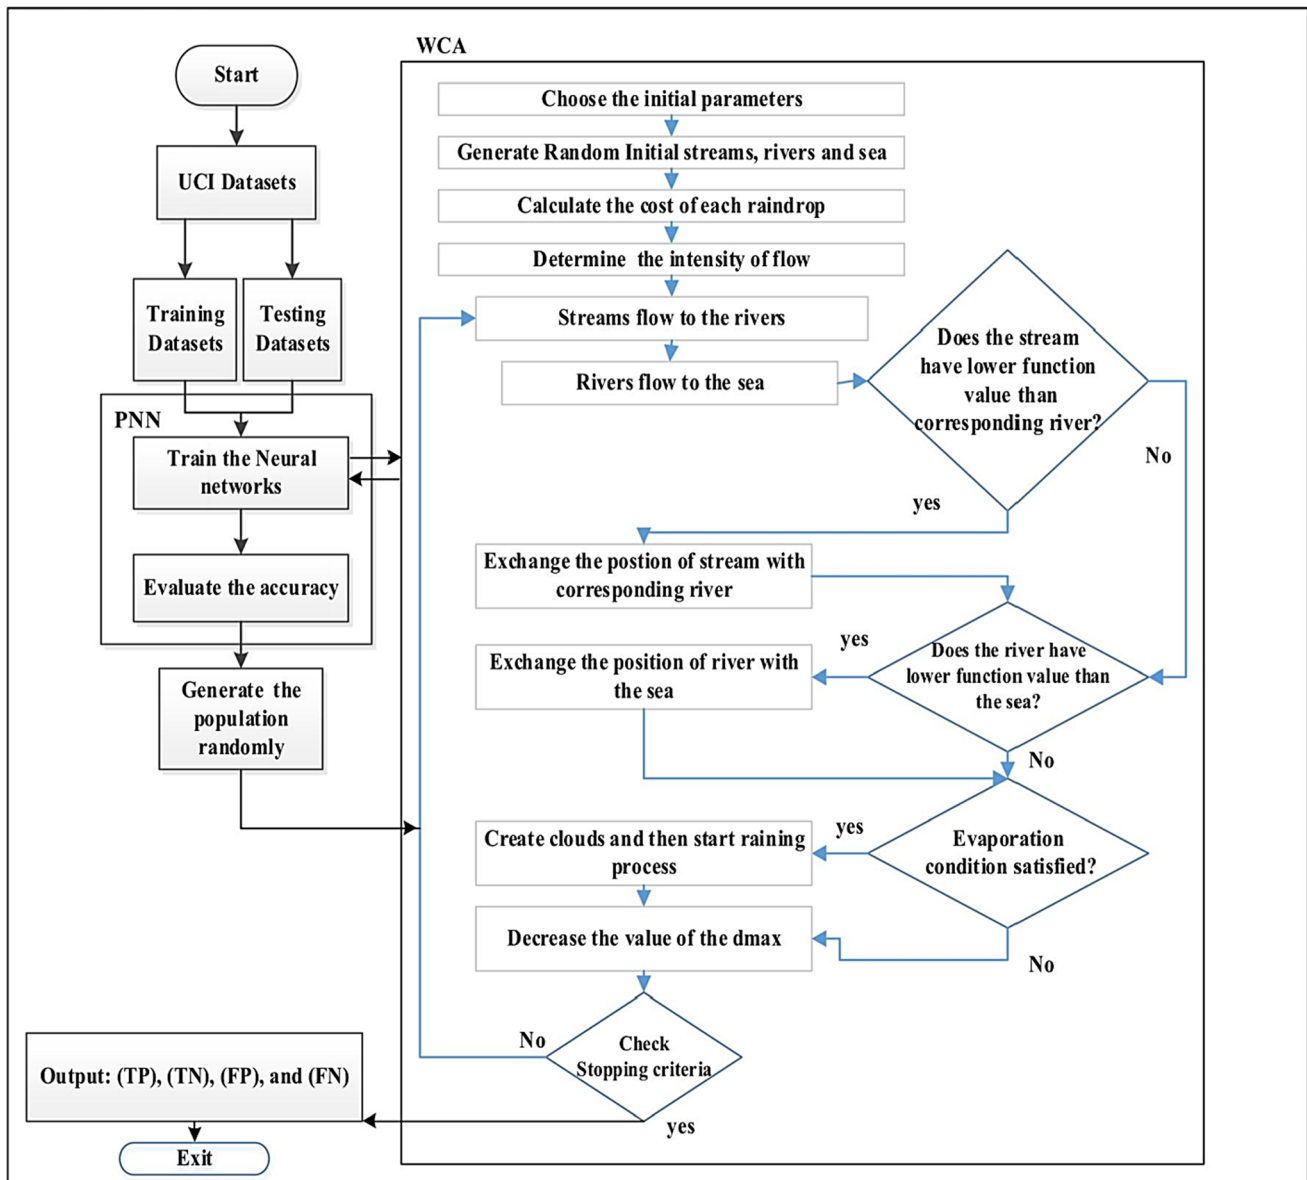 WCA
Start
UCI Datasets
Training
Datasets
Testing
Datasets
PNN
Train the Neural
networks
Evaluate the accuracy
Generate the
population
randomly
Choose the initial parameters
Generate Random Initial streams, rivers and sea
Calculate the cost of each raindrop
Determine the intensity of flow
Streams flow to the rivers
Rivers flow to the sea
Does the stream
have lower function
value than
corresponding river?
No
yes
Exchange the postion of stream with
corresponding river
Does the river have
lower function value than
the sea?
yes
Exchange the position of river with
the sea
No
Evaporation
condition satisfied?
yes
Create clouds and then start raining
process
No
Decrease the value of the dmax
Check
Stopping criteria
No
yes
Output: (TP), (TN), (FP), and (FN)
Exit